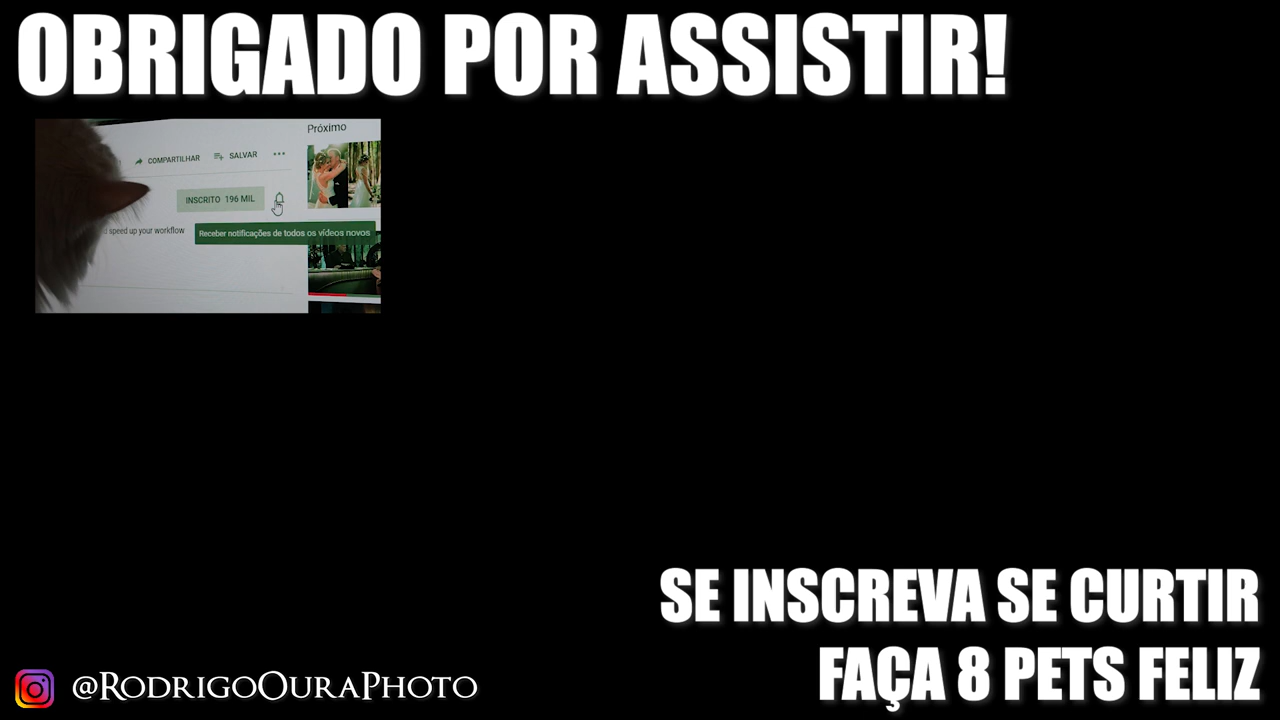 OBRIGADO POR ASSISTIR!
Próximo
COMPARTILHAR SALVAR
INSCRITO 196 MIL
speed up your workflow
Receber notificações de todos os vídeos novos
SE INSCREVA SE CURTIR
FAÇA 8 PETS FELIZ
@RodrigoOuraPhoto